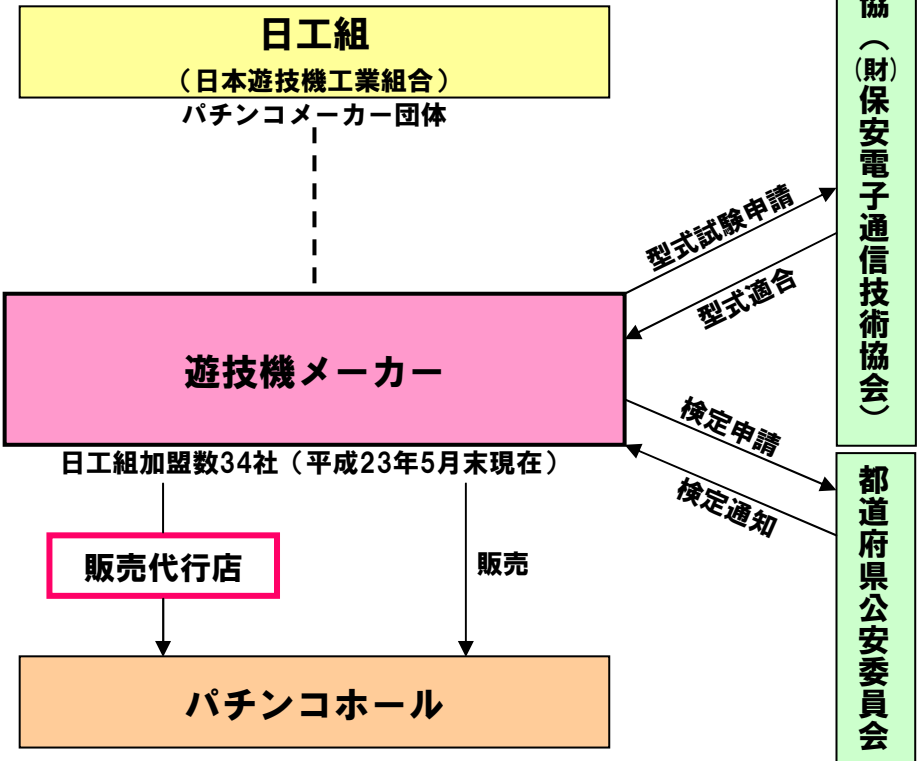 日工組
（日本遊技機工業組合）
パチンコメーカー団体
型式試験申請
型式適合
協（(財)保安電子通信技術協会）
遊技機メーカー
検定申請
検定通知
日工組加盟数34社（平成23年5月末現在）
販売代行店
販売
都道府県公安委員会
パチンコホール